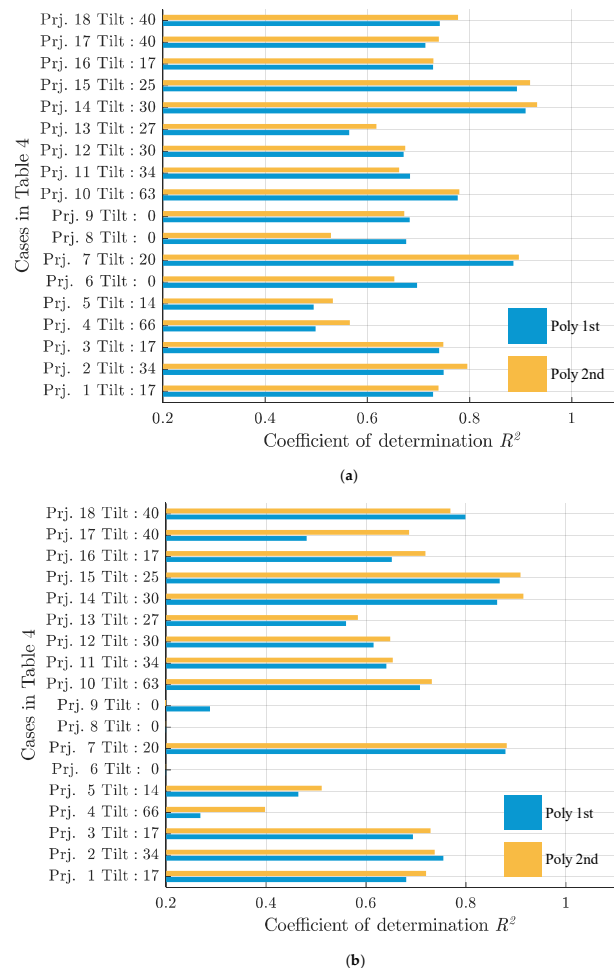 Prj. 18 Tilt : 40
Prj. 17 Tilt : 40
Prj. 16 Tilt : 17
Prj. 15 Tilt : 25
Prj. 14 Tilt : 30
Prj. 13 Tilt : 27
Prj. 12 Tilt : 30
Prj. 11 Tilt : 34
Prj. 10 Tilt : 63
Prj. 9 Tilt : 0
Prj. 8 Tilt : 0
Prj. 7 Tilt : 20
Prj. 6 Tilt : 0
Prj. 5 Tilt : 14
Prj. 4 Tilt : 66
Prj. 3 Tilt : 17
Prj. 2 Tilt : 34
Prj. 1 Tilt : 17
Cases in Table 4
Poly 1st
Poly 2nd
0.2 0.4 0.6 0.8 1
Coefficient of determination R²
(a)
Prj. 18 Tilt : 40
Prj. 17 Tilt : 40
Prj. 16 Tilt : 17
Prj. 15 Tilt : 25
Prj. 14 Tilt : 30
Prj. 13 Tilt : 27
Prj. 12 Tilt : 30
Prj. 11 Tilt : 34
Prj. 10 Tilt : 63
Prj. 9 Tilt : 0
Prj. 8 Tilt : 0
Prj. 7 Tilt : 20
Prj. 6 Tilt : 0
Prj. 5 Tilt : 14
Prj. 4 Tilt : 66
Prj. 3 Tilt : 17
Prj. 2 Tilt : 34
Prj. 1 Tilt : 17
Cases in Table 4
Poly 1st
Poly 2nd
0.2 0.4 0.6 0.8 1
Coefficient of determination R²
(b)